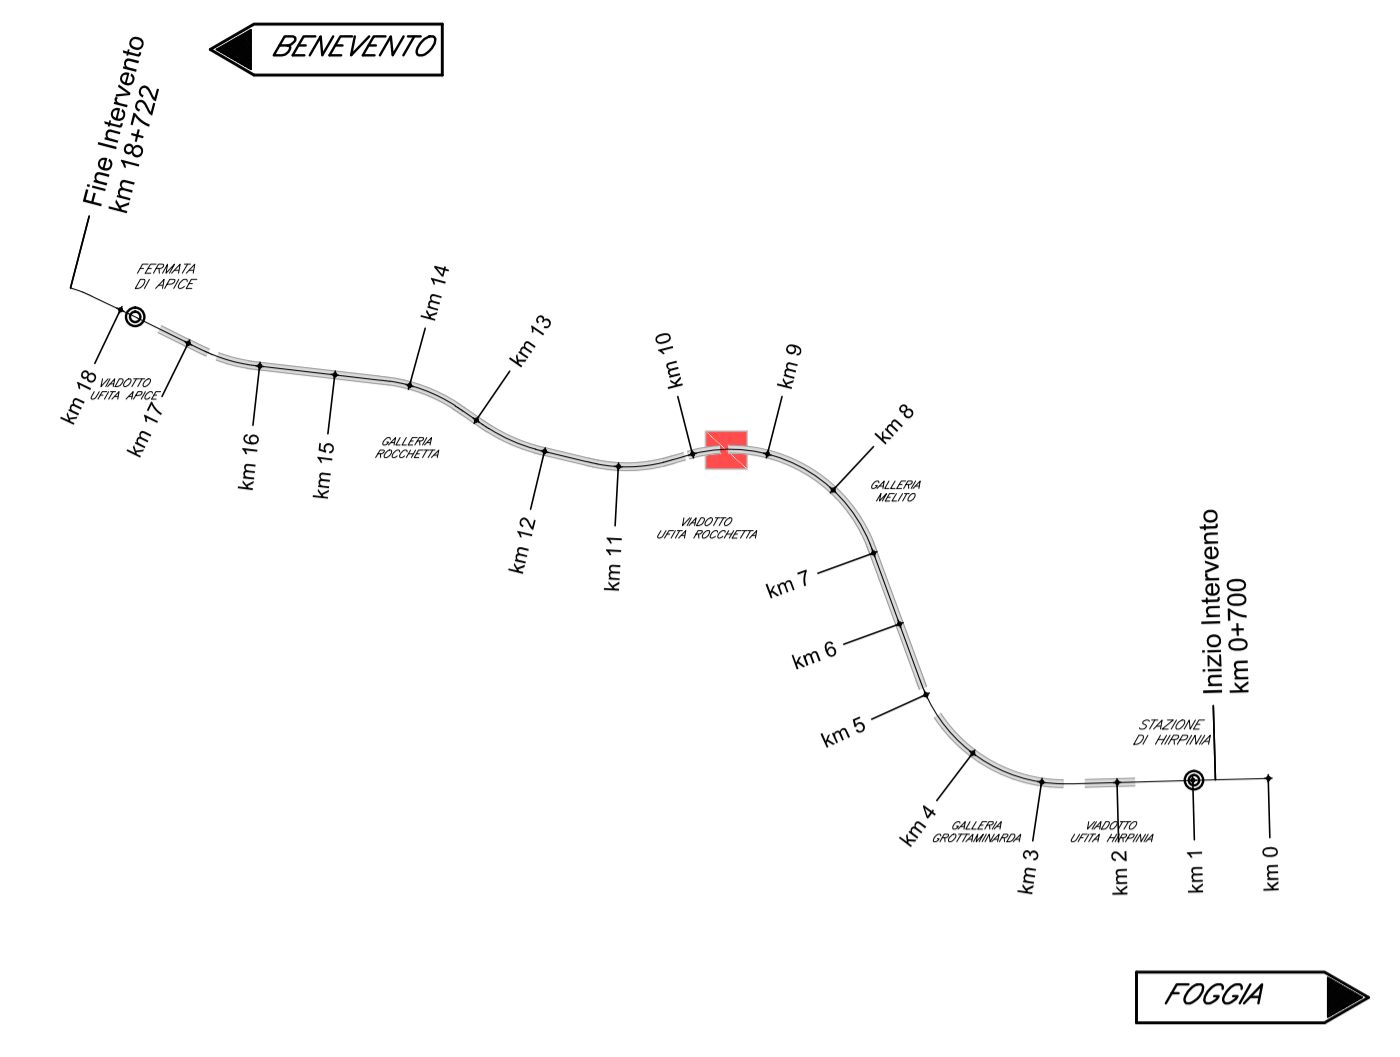 BENEVENTO
Fine Intervento
km 18+722
FERMATA
DI APICE
km 14
km 13
km 10
km 9
km 18
VIADOTTO
UFITA APICE
km 17
km 16
km 15
GALLERIA
ROCCHETTA
km 8
GALLERIA
MELITO
km 12
km 11
VIADOTTO
UFITA ROCCHETTA
km 7
km 6
km 5
Inizio Intervento
km 0+700
STAZIONE
DI HIRPINIA
km 4
GALLERIA
GROTTAMINARDA
km 3
VIADOTTO
UFITA HIRPINIA
km 2
km 1
km 0
FOGGIA